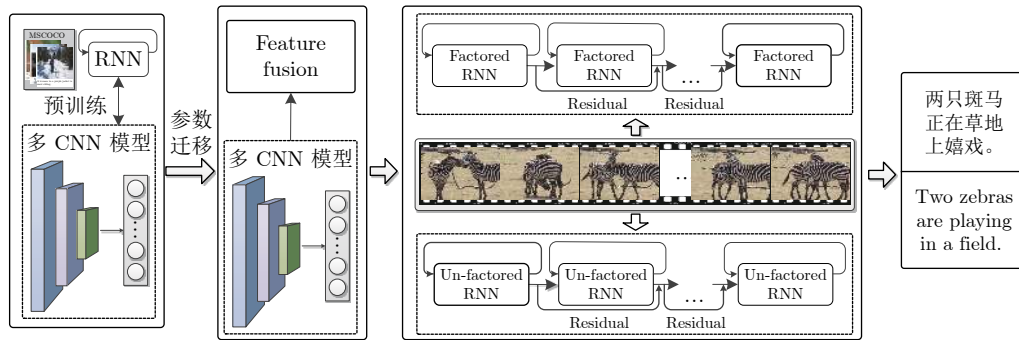 MSCOCO
RNN
预训练
多 CNN 模型
参数
迁移
Feature
fusion
多 CNN 模型
Factored
RNN
Factored
RNN
...
Factored
RNN
Residual
Residual
..
Un-factored
RNN
Un-factored
RNN
...
Un-factored
RNN
Residual
Residual
两只斑马
正在草地
上嬉戏。
Two zebras
are playing
in a field.